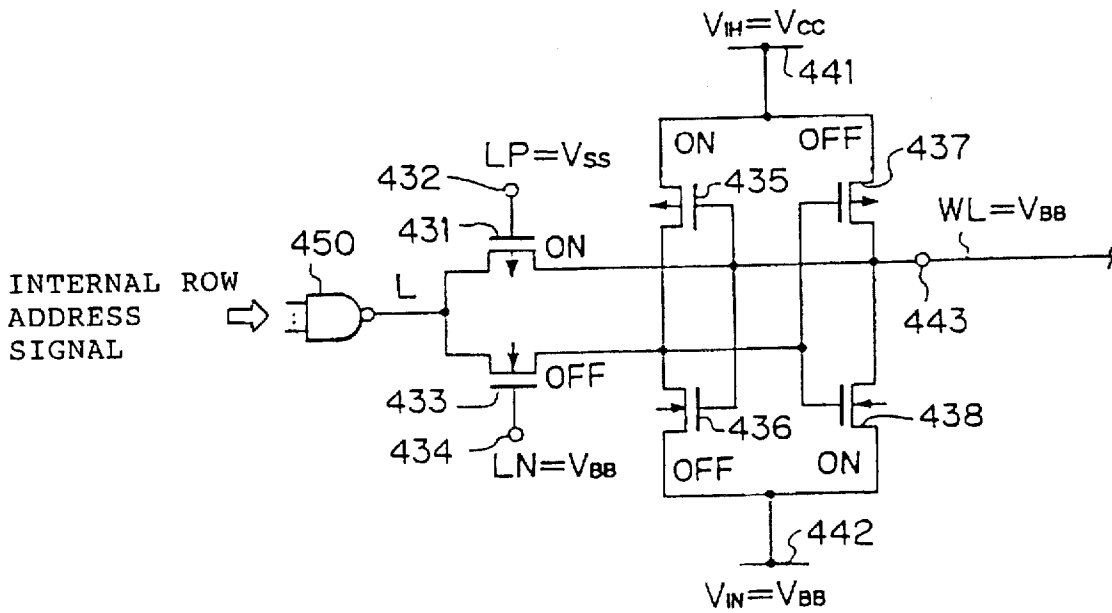 V_IH=V_CC
441
ON
OFF
LP=V_SS
432
435
437
431
ON
WL=V_BB
450
INTERNAL ROW
ADDRESS
SIGNAL
L
443
433
OFF
436
438
434
LN=V_BB
OFF
ON
442
V_IN=V_BB